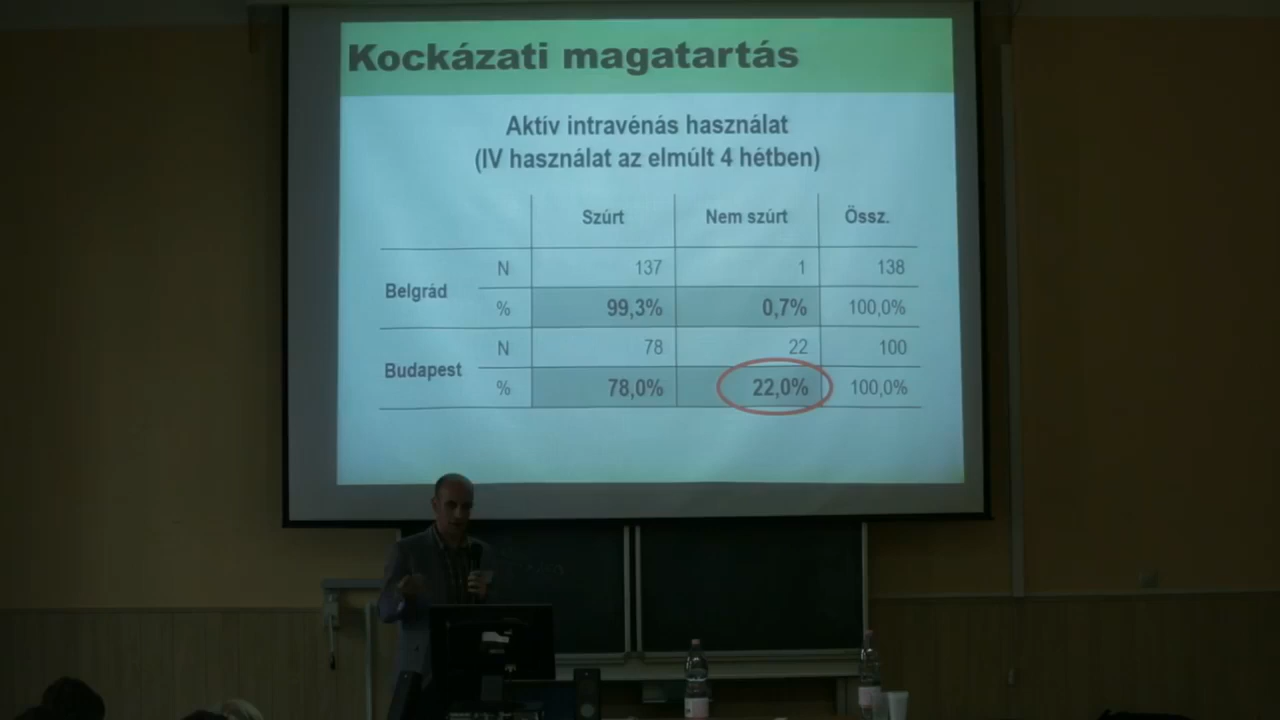 Kockázati magatartás
Aktív intravénás használat
(IV használat az elmúlt 4 hétben)
Szúrt Nem szúrt Össz.
Belgrád
N 137 1 138
% 99,3% 0,7% 100,0%
Budapest
N 78 22 100
% 78,0% 22,0% 100,0%